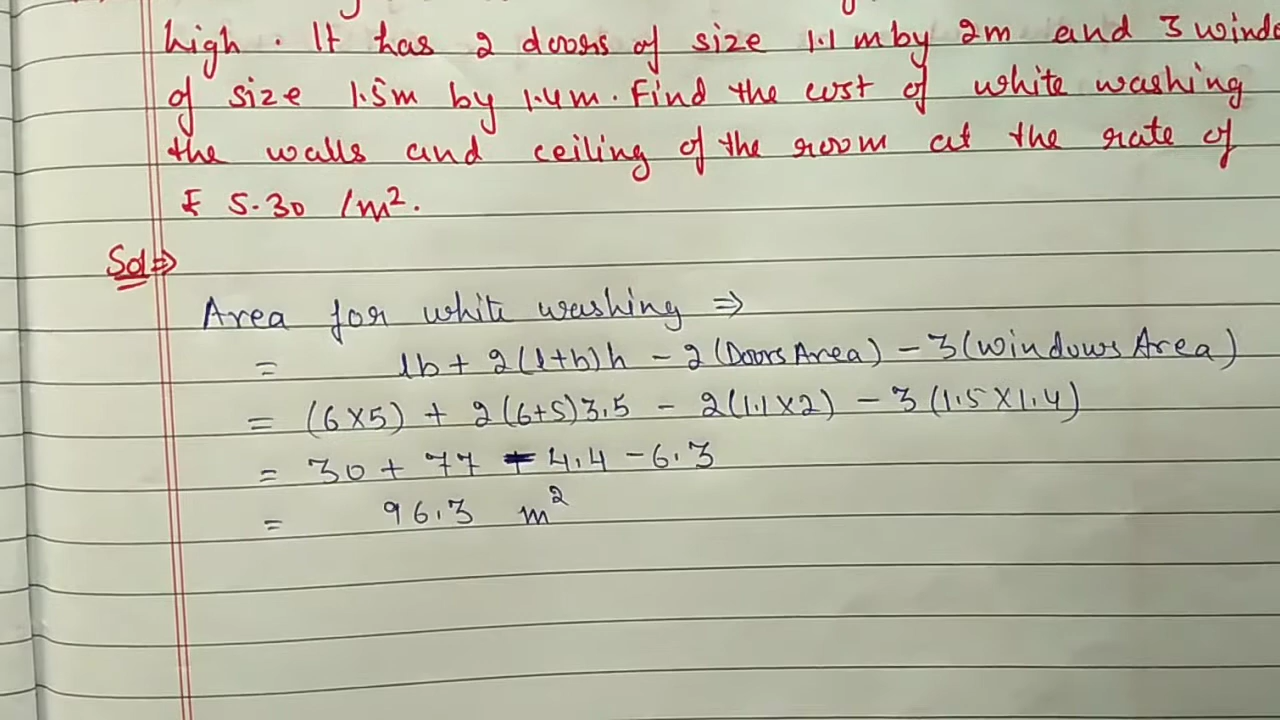 high. It has 2 doors of size 1.1 m by 2m and 3 windo
of size 1.5m by 1.4m. Find the cost of white washing
the walls and ceiling of the room at the rate of
₹ 5.30 /m².
Sol ⇒
Area for white washing ⇒
= lb + 2(l+b)h - 2(Doors Area) - 3(windows Area)
= (6×5) + 2(6+5)3.5 - 2(1.1×2) - 3(1.5×1.4)
= 30 + 77 - 4.4 - 6.3
= 96.3 m²